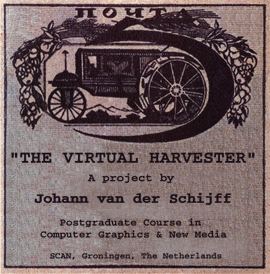 ПОЧТА
5
"THE VIRTUAL HARVESTER"
A project by
Johann van der Schijff
Postgraduate Course in
Computer Graphics & New Media
SCAN, Groningen, The Netherlands